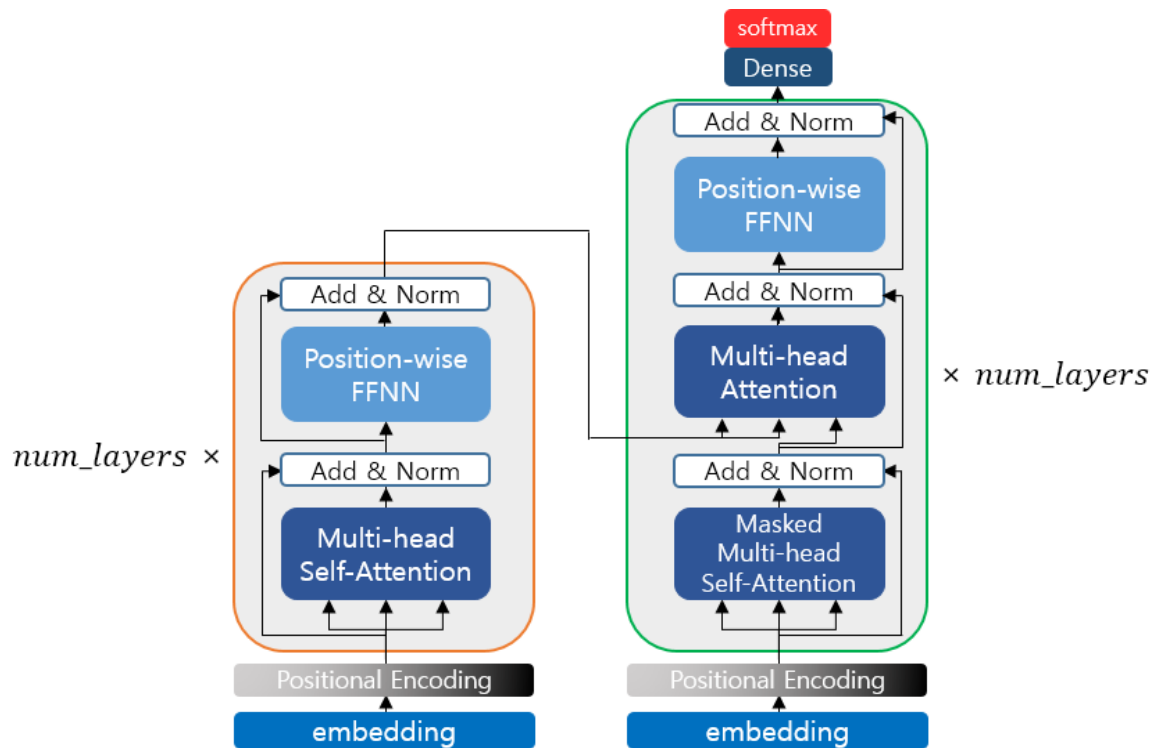 softmax
Dense
Add & Norm
Position-wise
FFNN
Add & Norm
Multi-head
Attention
× num_layers
Add & Norm
Masked
Multi-head
Self-Attention
Positional Encoding
embedding
Add & Norm
Position-wise
FFNN
num_layers ×
Add & Norm
Multi-head
Self-Attention
Positional Encoding
embedding